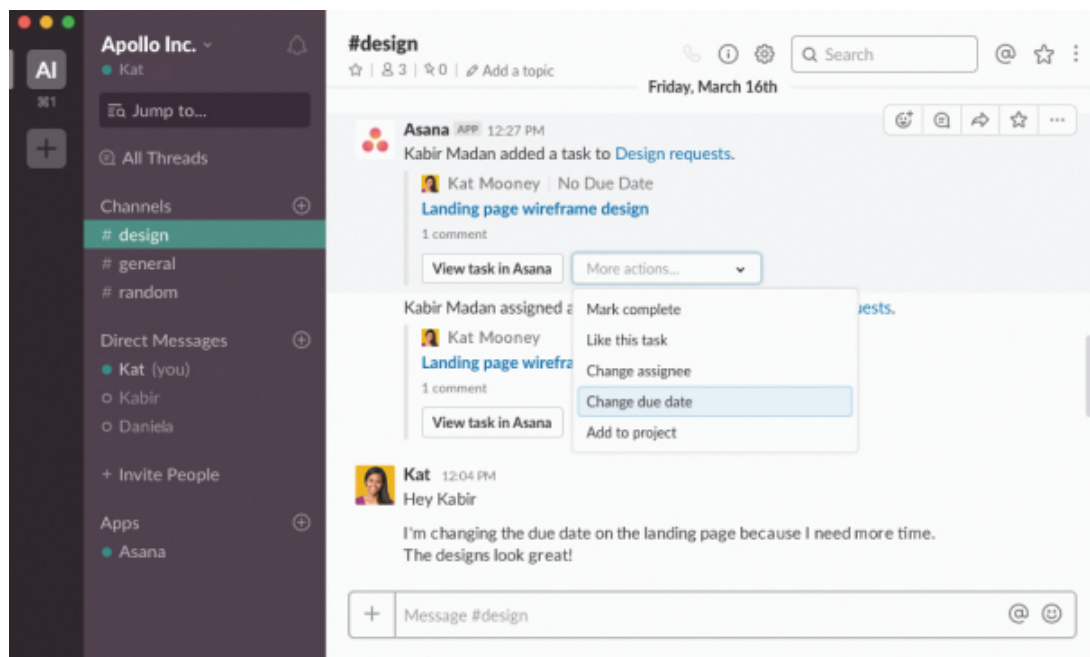 AI
⌘1
+
Apollo Inc.
Kat
Jump to...
All Threads
Channels
# design
# general
# random
Direct Messages
Kat (you)
Kabir
Daniela
+ Invite People
Apps
Asana
#design
3 | 0 | Add a topic
Search
Friday, March 16th
Asana APP 12:27 PM
Kabir Madan added a task to Design requests.
Kat Mooney | No Due Date
Landing page wireframe design
1 comment
View task in Asana
More actions...
Mark complete
Like this task
Change assignee
Change due date
Add to project
Kabir Madan assigned a
ests.
Kat Mooney
Landing page wirefra
1 comment
View task in Asana
Kat 12:04 PM
Hey Kabir
I'm changing the due date on the landing page because I need more time.
The designs look great!
+ Message #design